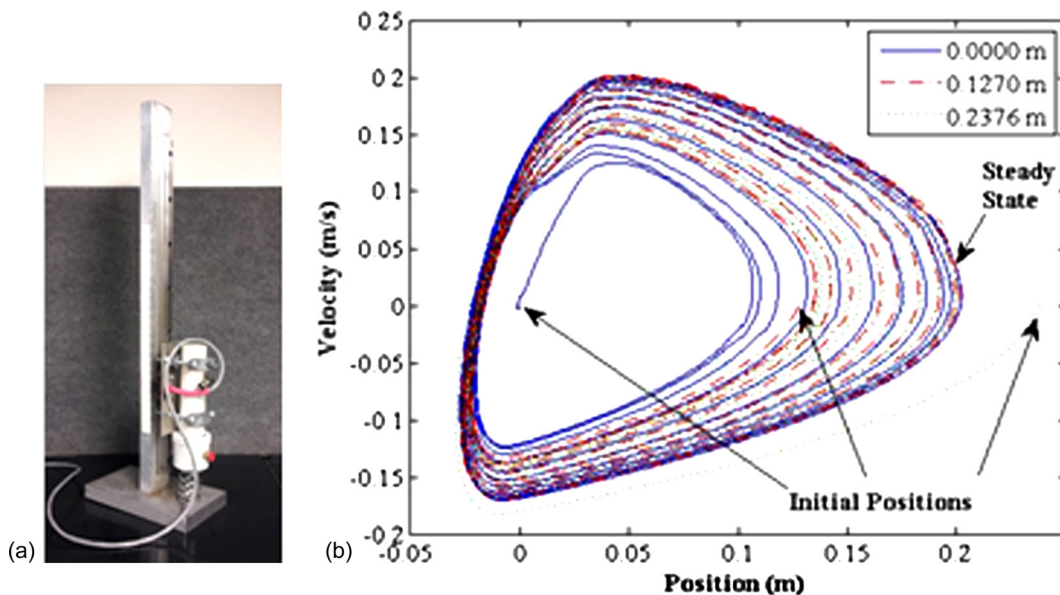 (a)
(b)
0.25
0.2
0.15
0.1
0.05
0
-0.05
-0.1
-0.15
-0.2
Velocity (m/s)
0.0000 m
0.1270 m
0.2376 m
Steady
State
Initial Positions
-0.05
0
0.05
0.1
0.15
0.2
Position (m)